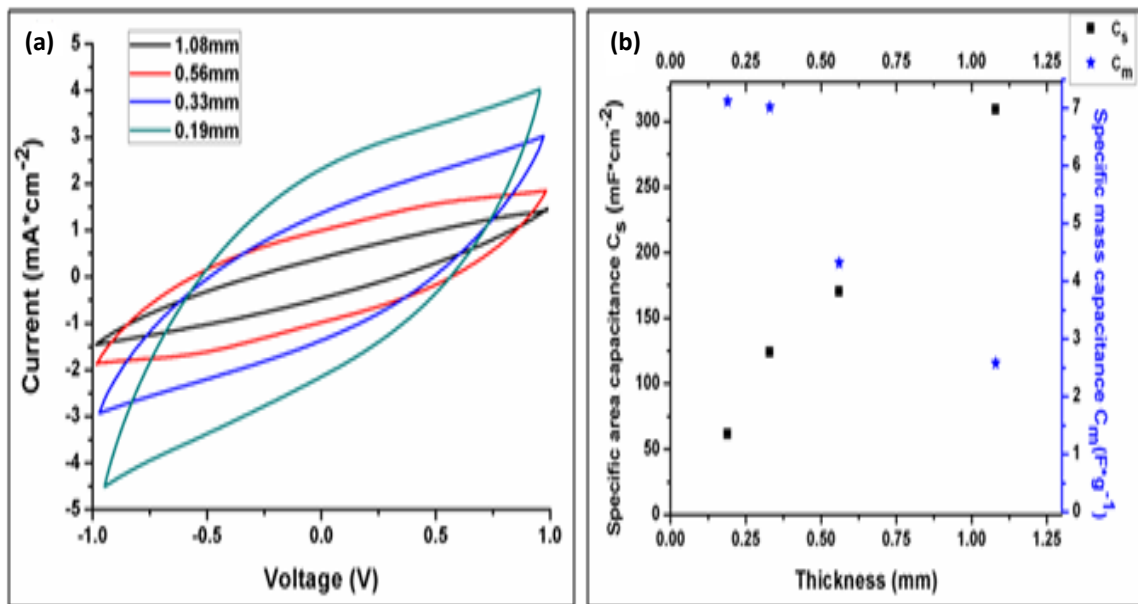 (a)
1.08mm
0.56mm
0.33mm
0.19mm
5
4
3
2
1
0
-1
-2
-3
-4
-5
Current (mA*cm-2)
-1.0 -0.5 0.0 0.5 1.0
Voltage (V)
(b)
Cs
Cm
0.00 0.25 0.50 0.75 1.00 1.25
300
250
200
150
100
50
0
Specific area capacitance Cs (mF*cm-2)
7
6
5
4
3
2
1
0
Speciific mass capacitance Cm(F*g-1)
0.00 0.25 0.50 0.75 1.00 1.25
Thickness (mm)